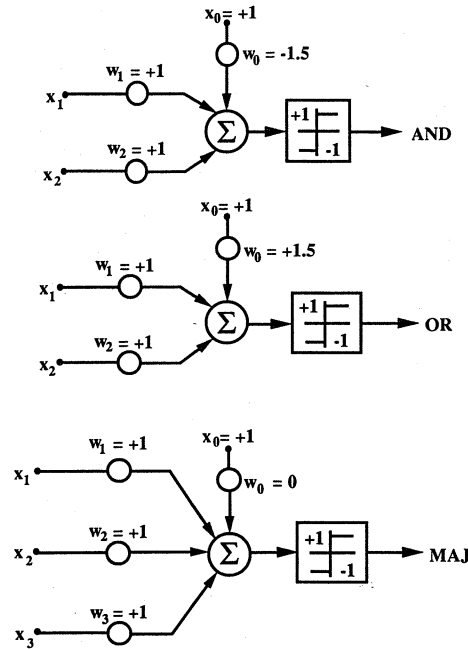 x₀= +1
w₀ = -1.5
w₁ = +1
x₁
Σ
+1
-1
AND
w₂ = +1
x₂
x₀= +1
w₀ = +1.5
w₁ = +1
x₁
Σ
+1
-1
OR
w₂ = +1
x₂
x₀= +1
w₁ = +1
w₀ = 0
x₁
w₂ = +1
x₂
Σ
+1
-1
MAJ
w₃ = +1
x₃